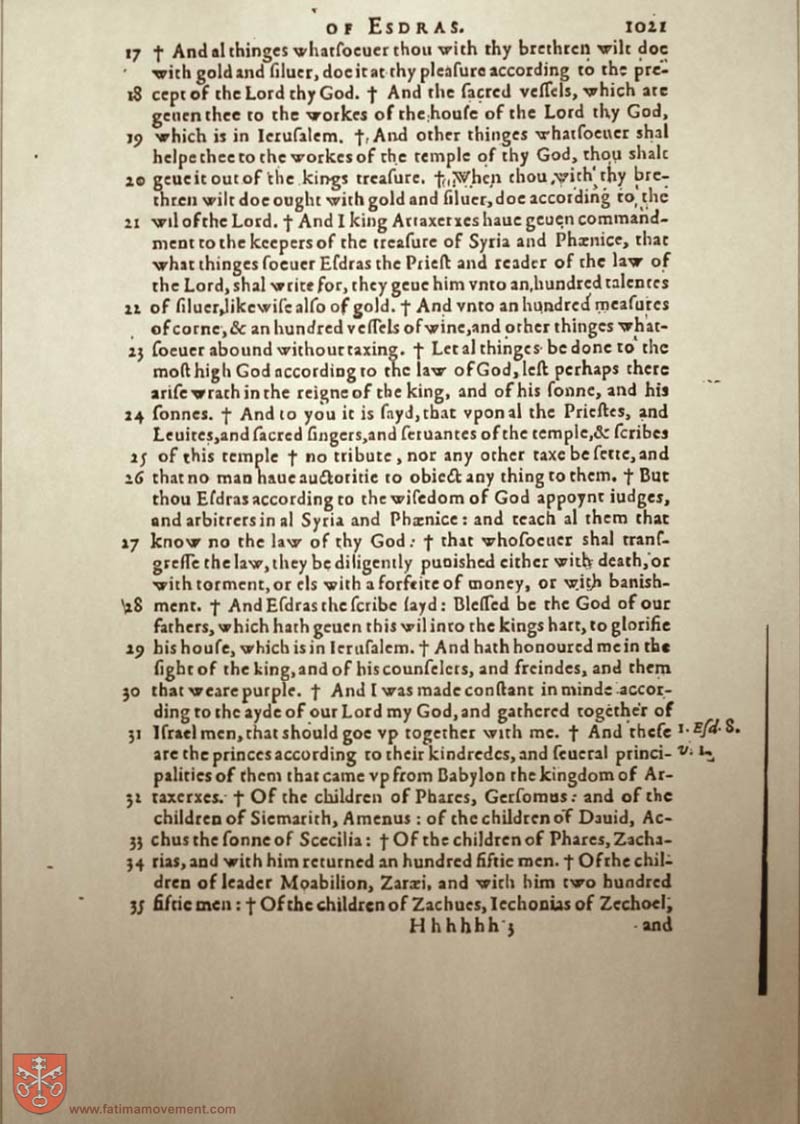 OF ESDRAS. 1021
17 † And al thinges whatſoeuer thou with thy brethren wilt doe
with gold and ſiluer, doe it at thy pleaſure according to the pre-
18 cept of the Lord thy God. † And the ſacred veſſels, which are
geuen thee to the workes of the houſe of the Lord thy God,
19 which is in Ieruſalem. † And other thinges whatſoeuer shal
helpe thee to the workes of the temple of thy God, thou shalt
20 geue it out of the kings treaſure. † When thou with thy bre-
thren wilt doe ought with gold and ſiluer, doe according to the
21 wil of the Lord. † And I king Artaxerxes haue geuen command-
ment to the keepers of the treaſure of Syria and Phænice, that
what thinges ſoeuer Eſdras the Prieſt and reader of the law of
the Lord, shal write for, they geue him vnto an hundred talentes
22 of ſiluer, likewiſe alſo of gold. † And vnto an hundred meaſures
of corne, & an hundred veſſels of wine, and other thinges what-
23 ſoeuer abound without taxing. † Let al thinges be done to the
moſt high God according to the law of God, leſt perhaps there
ariſe wrath in the reigne of the king, and of his ſonne, and his
24 ſonnes. † And to you it is ſayd, that vpon al the Prieſtes, and
Leuites, and ſacred ſingers, and ſeruantes of the temple, & ſcribes
25 of this temple † no tribute, nor any other taxe be ſette, and
26 that no man haue auctoritie to obiect any thing to them. † But
thou Eſdras according to the wiſedom of God appoynt iudges,
and arbitrers in al Syria and Phænice: and teach al them that
27 know no the law of thy God: † that whoſoeuer shal tranſ-
greſſe the law, they be diligently punished either with death, or
with torment, or els with a forfeite of money, or with banish-
28 ment. † And Eſdras the ſcribe ſayd: Bleſſed be the God of our
fathers, which hath geuen this wil into the kings hart, to glorifie
29 his houſe, which is in Ieruſalem. † And hath honoured me in the
ſight of the king, and of his counſelers, and freindes, and them
30 that weare purple. † And I was made conſtant in minde accor-
ding to the ayde of our Lord my God, and gathered together of
31 Iſrael men, that should goe vp together with me. † And theſe 1. Eſd. 8.
are the princes according to their kindredes, and ſeueral princi- v. 1.
palities of them that came vp from Babylon the kingdom of Ar-
32 taxerxes. † Of the children of Phares, Gerſomus: and of the
children of Siemarith, Amenus: of the children of Dauid, Ac-
33 chus the ſonne of Scecilia: † Of the children of Phares, Zacha-
34 rias, and with him returned an hundred fiftie men. † Of the chil-
dren of leader Moabilion, Zaræi, and with him two hundred
35 fiftie men: † Of the children of Zachues, Iechonias of Zechoel,
Hhhhhh 3 and
www.fatimamovement.com